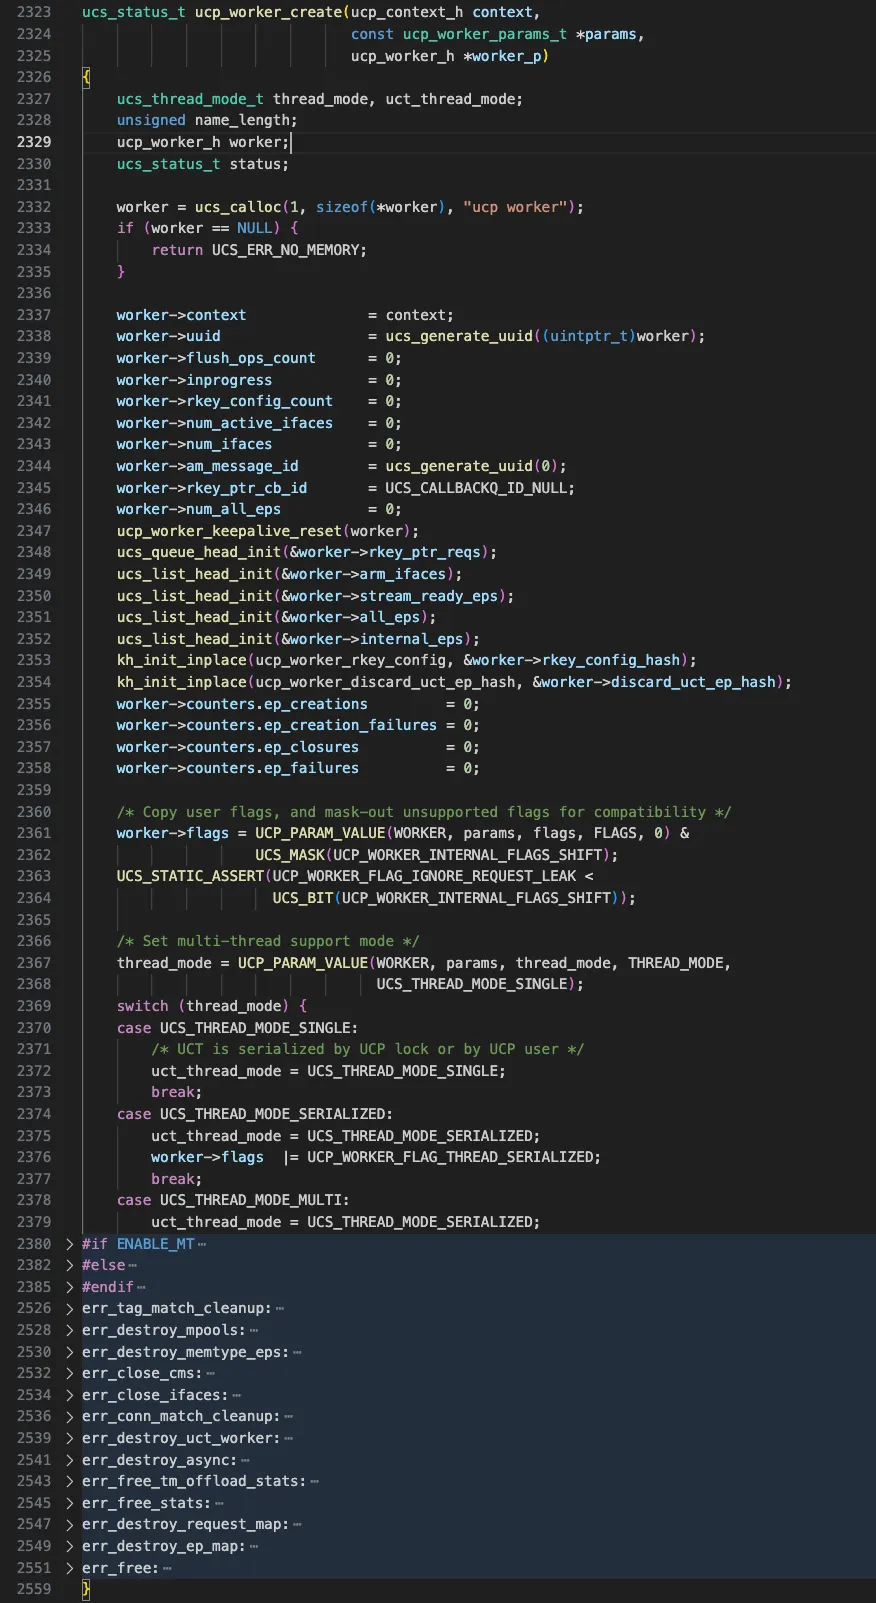 2323 ucs_status_t ucp_worker_create(ucp_context_h context,
2324 const ucp_worker_params_t *params,
2325 ucp_worker_h *worker_p)
2326 {
2327 ucs_thread_mode_t thread_mode, uct_thread_mode;
2328 unsigned name_length;
2329 ucp_worker_h worker;
2330 ucs_status_t status;
2331
2332 worker = ucs_calloc(1, sizeof(*worker), "ucp worker");
2333 if (worker == NULL) {
2334 return UCS_ERR_NO_MEMORY;
2335 }
2336
2337 worker->context = context;
2338 worker->uuid = ucs_generate_uuid((uintptr_t)worker);
2339 worker->flush_ops_count = 0;
2340 worker->inprogress = 0;
2341 worker->rkey_config_count = 0;
2342 worker->num_active_ifaces = 0;
2343 worker->num_ifaces = 0;
2344 worker->am_message_id = ucs_generate_uuid(0);
2345 worker->rkey_ptr_cb_id = UCS_CALLBACKQ_ID_NULL;
2346 worker->num_all_eps = 0;
2347 ucp_worker_keepalive_reset(worker);
2348 ucs_queue_head_init(&worker->rkey_ptr_reqs);
2349 ucs_list_head_init(&worker->arm_ifaces);
2350 ucs_list_head_init(&worker->stream_ready_eps);
2351 ucs_list_head_init(&worker->all_eps);
2352 ucs_list_head_init(&worker->internal_eps);
2353 kh_init_inplace(ucp_worker_rkey_config, &worker->rkey_config_hash);
2354 kh_init_inplace(ucp_worker_discard_uct_ep_hash, &worker->discard_uct_ep_hash);
2355 worker->counters.ep_creations = 0;
2356 worker->counters.ep_creation_failures = 0;
2357 worker->counters.ep_closures = 0;
2358 worker->counters.ep_failures = 0;
2359
2360 /* Copy user flags, and mask-out unsupported flags for compatibility */
2361 worker->flags = UCP_PARAM_VALUE(WORKER, params, flags, FLAGS, 0) &
2362 UCS_MASK(UCP_WORKER_INTERNAL_FLAGS_SHIFT);
2363 UCS_STATIC_ASSERT(UCP_WORKER_FLAG_IGNORE_REQUEST_LEAK <
2364 UCS_BIT(UCP_WORKER_INTERNAL_FLAGS_SHIFT));
2365
2366 /* Set multi-thread support mode */
2367 thread_mode = UCP_PARAM_VALUE(WORKER, params, thread_mode, THREAD_MODE,
2368 UCS_THREAD_MODE_SINGLE);
2369 switch (thread_mode) {
2370 case UCS_THREAD_MODE_SINGLE:
2371 /* UCT is serialized by UCP lock or by UCP user */
2372 uct_thread_mode = UCS_THREAD_MODE_SINGLE;
2373 break;
2374 case UCS_THREAD_MODE_SERIALIZED:
2375 uct_thread_mode = UCS_THREAD_MODE_SERIALIZED;
2376 worker->flags |= UCP_WORKER_FLAG_THREAD_SERIALIZED;
2377 break;
2378 case UCS_THREAD_MODE_MULTI:
2379 uct_thread_mode = UCS_THREAD_MODE_SERIALIZED;
2380 > #if ENABLE_MT⋯
2382 > #else⋯
2385 > #endif⋯
2526 > err_tag_match_cleanup: ⋯
2528 > err_destroy_mpools: ⋯
2530 > err_destroy_memtype_eps: ⋯
2532 > err_close_cms: ⋯
2534 > err_close_ifaces: ⋯
2536 > err_conn_match_cleanup: ⋯
2539 > err_destroy_uct_worker: ⋯
2541 > err_destroy_async: ⋯
2543 > err_free_tm_offload_stats: ⋯
2545 > err_free_stats: ⋯
2547 > err_destroy_request_map: ⋯
2549 > err_destroy_ep_map: ⋯
2551 > err_free: ⋯
2559 }